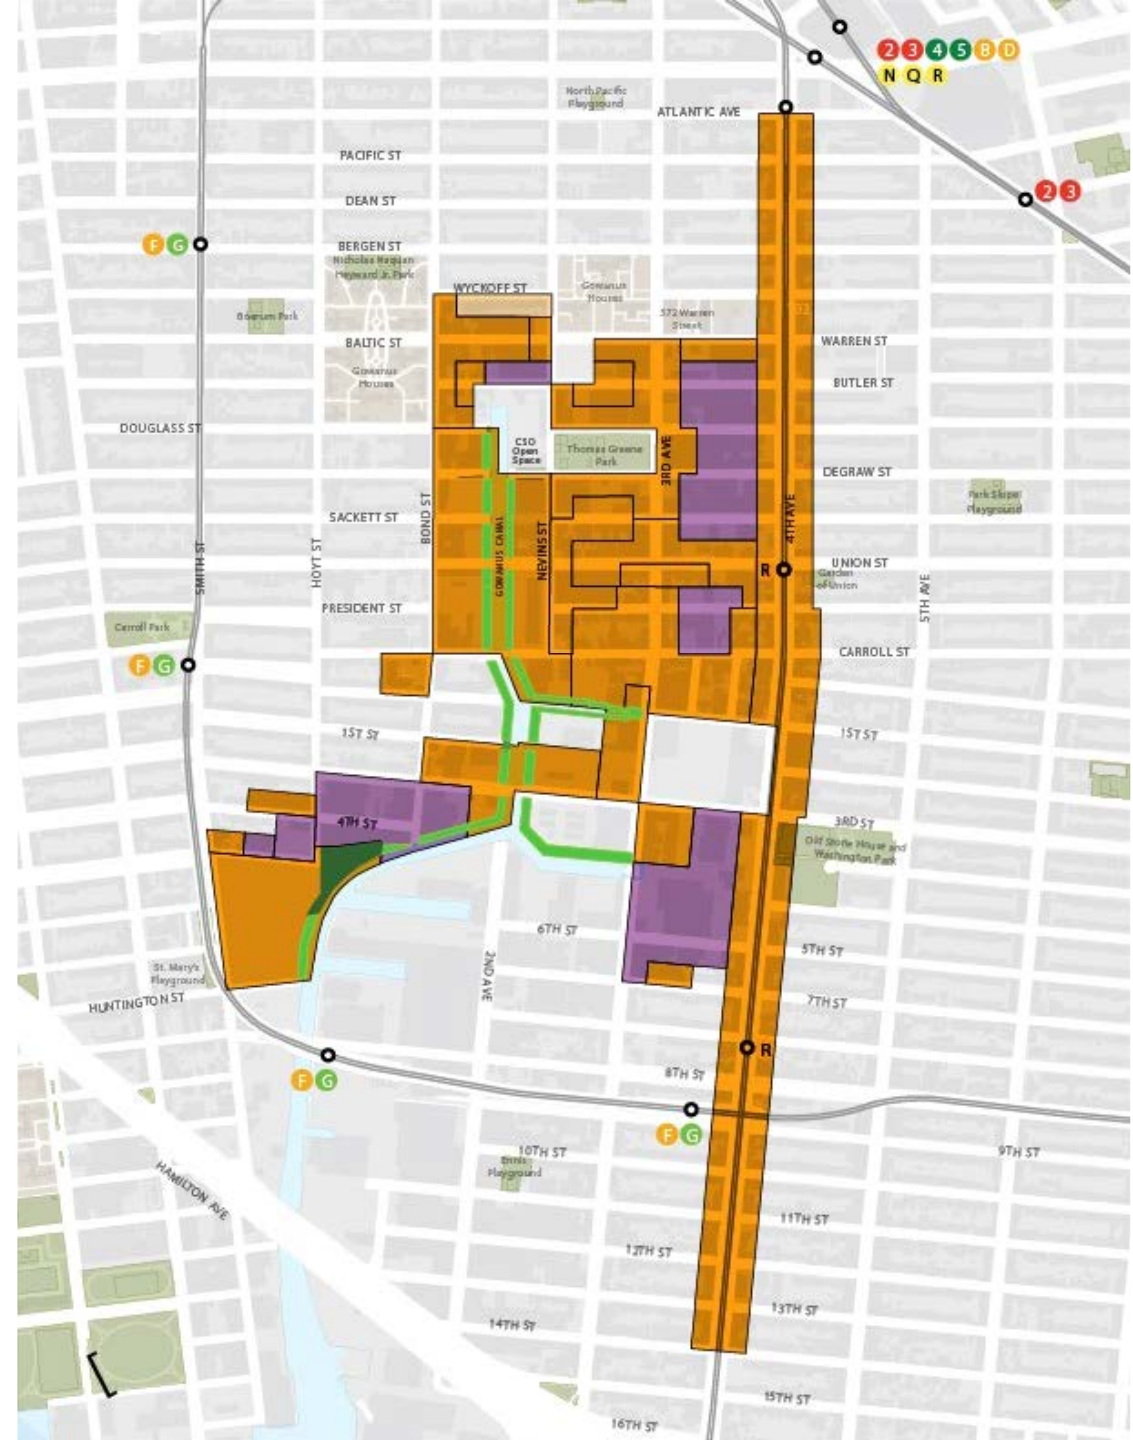 2 3 4 5 B D
N Q R
North Pacific
Playground
ATLANTIC AVE
PACIFIC ST
2 3
DEAN ST
F G
BERGEN ST
Nicholas Naquan
Heyward Jr. Park
WYCKOFF ST
Gowanus
Houses
Boerum Park
572 Warren
Street
BALTIC ST
WARREN ST
Gowanus
Houses
BUTLER ST
DOUGLASS ST
CSO
Open
Space
Thomas Greene
Park
3RD AVE
DEGRAW ST
Park Slope
Playground
SACKETT ST
BOND ST
GOWANUS CANAL
NEVINS ST
4TH AVE
SMITH ST
HOYT ST
R
UNION ST
Garden
of Union
5TH AVE
PRESIDENT ST
Carroll Park
CARROLL ST
F G
1ST ST
1ST ST
4TH ST
3RD ST
Old Stone House and
Washington Park
6TH ST
5TH ST
St. Mary's
Playground
2ND AVE
HUNTINGTON ST
7TH ST
R
8TH ST
F G
F G
10TH ST
9TH ST
Ennis
Playground
HAMILTON AVE
11TH ST
12TH ST
13TH ST
14TH ST
15TH ST
16TH ST